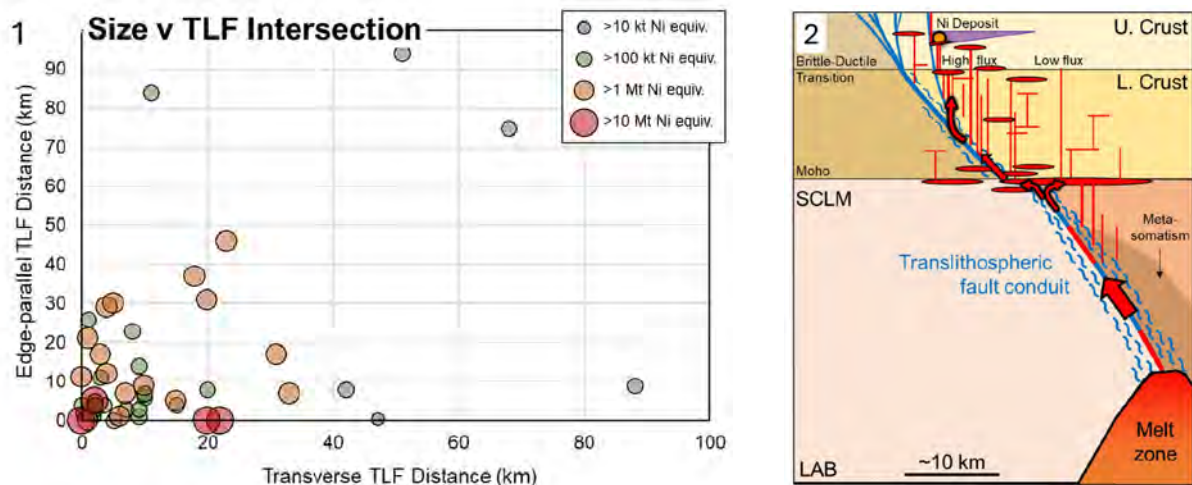 1
Size v TLF Intersection
>10 kt Ni equiv.
>100 kt Ni equiv.
>1 Mt Ni equiv.
>10 Mt Ni equiv.
Edge-parallel TLF Distance (km)
90
80
70
60
50
40
30
20
10
0
0
20
40
60
80
100
Transverse TLF Distance (km)
2
Ni Deposit
U. Crust
Brittle-Ductile
Transition
High flux
Low flux
L. Crust
Moho
SCLM
Meta-
somatism
Translithospheric
fault conduit
Melt
zone
LAB
~10 km